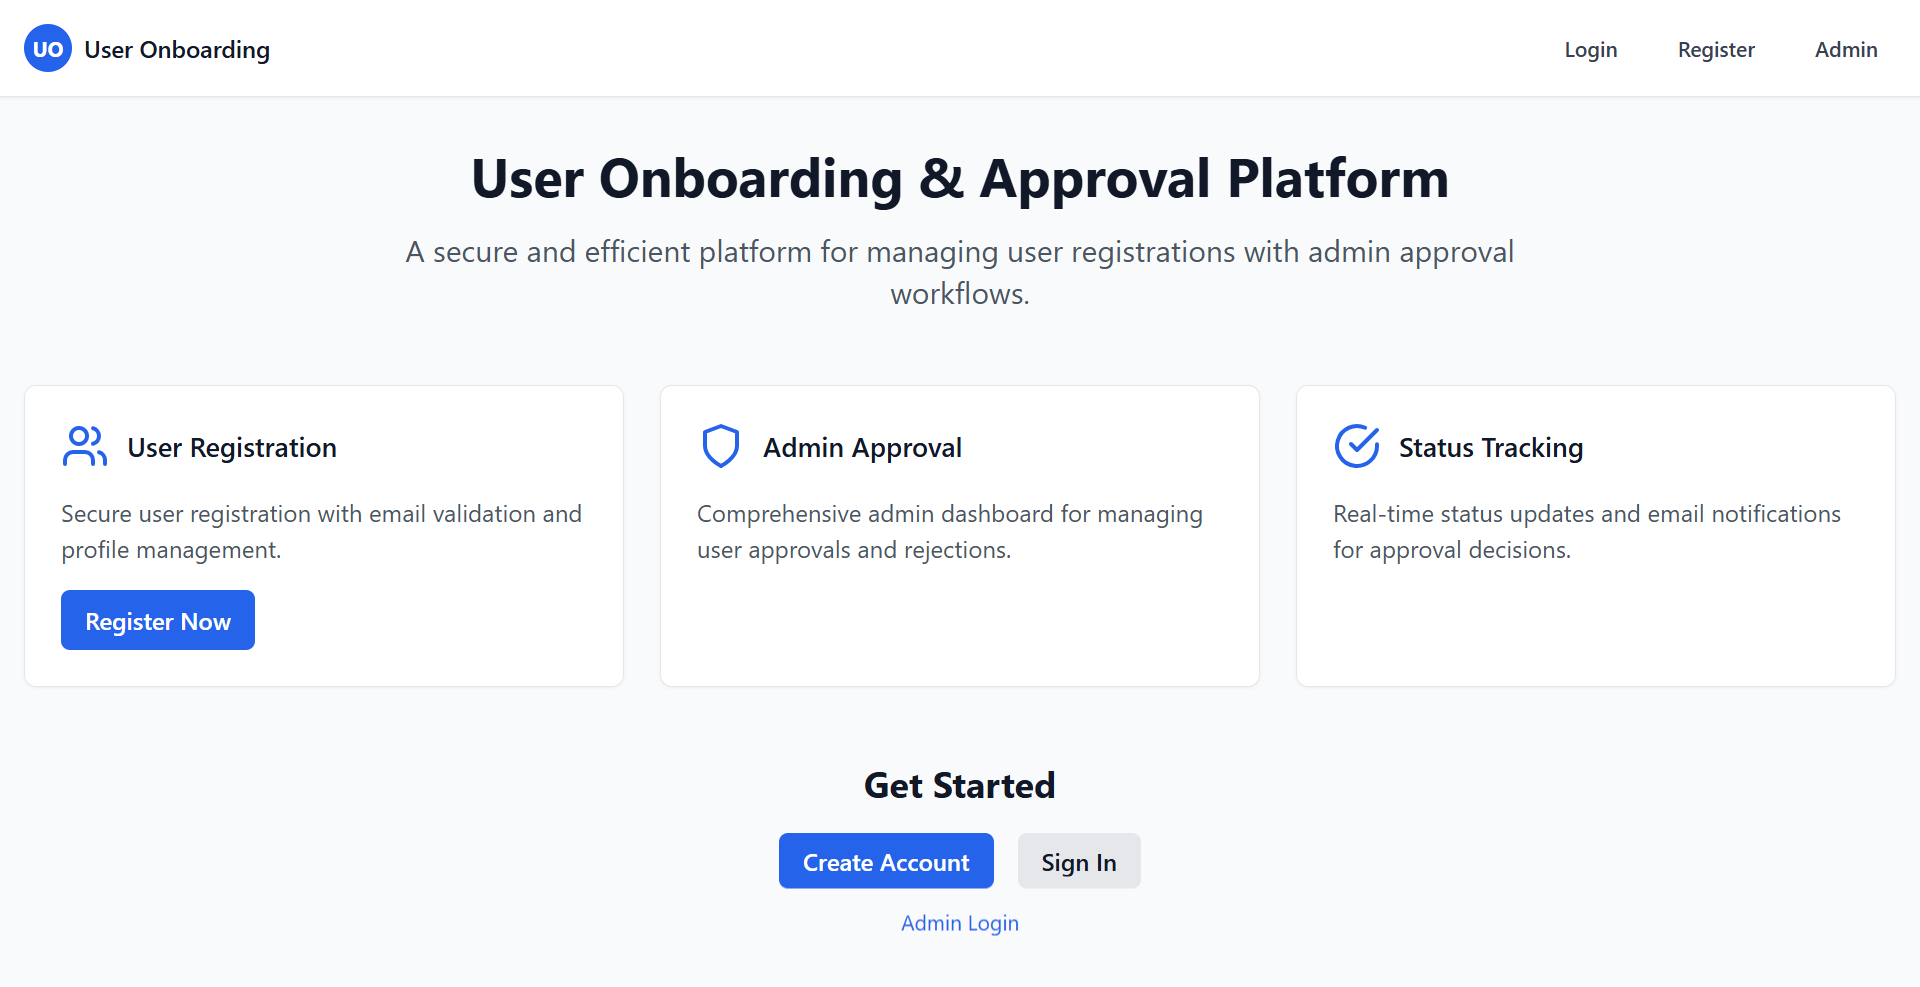 UO User Onboarding
Login Register Admin
User Onboarding & Approval Platform
A secure and efficient platform for managing user registrations with admin approval
workflows.
User Registration
Secure user registration with email validation and
profile management.
Register Now
Admin Approval
Comprehensive admin dashboard for managing
user approvals and rejections.
Status Tracking
Real-time status updates and email notifications
for approval decisions.
Get Started
Create Account Sign In
Admin Login